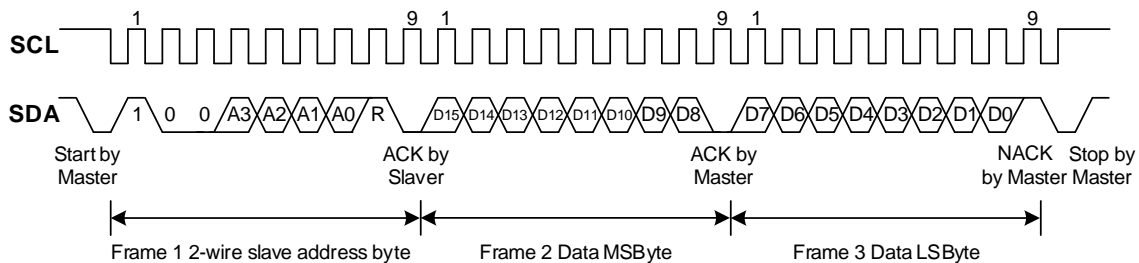 1 9 1 9 1 9
SCL
SDA 1 0 0 A3 A2 A1 A0 R D15 D14 D13 D12 D11 D10 D9 D8 D7 D6 D5 D4 D3 D2 D1 D0
Start by Master
ACK by Slaver
ACK by Master
NACK by Master
Stop by Master
Frame 1 2-wire slave address byte
Frame 2 Data MSByte
Frame 3 Data LSByte